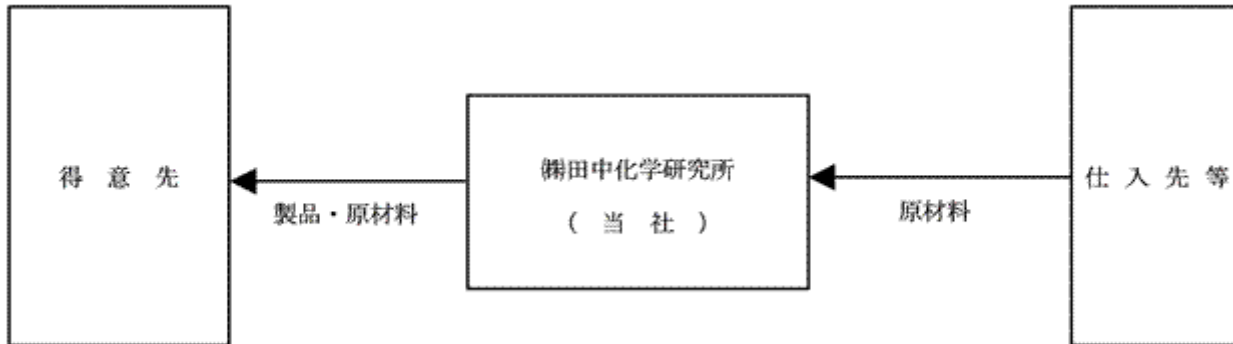 得 意 先
製品・原材料
㈱田中化学研究所
( 当 社 )
原材料
仕 入 先 等